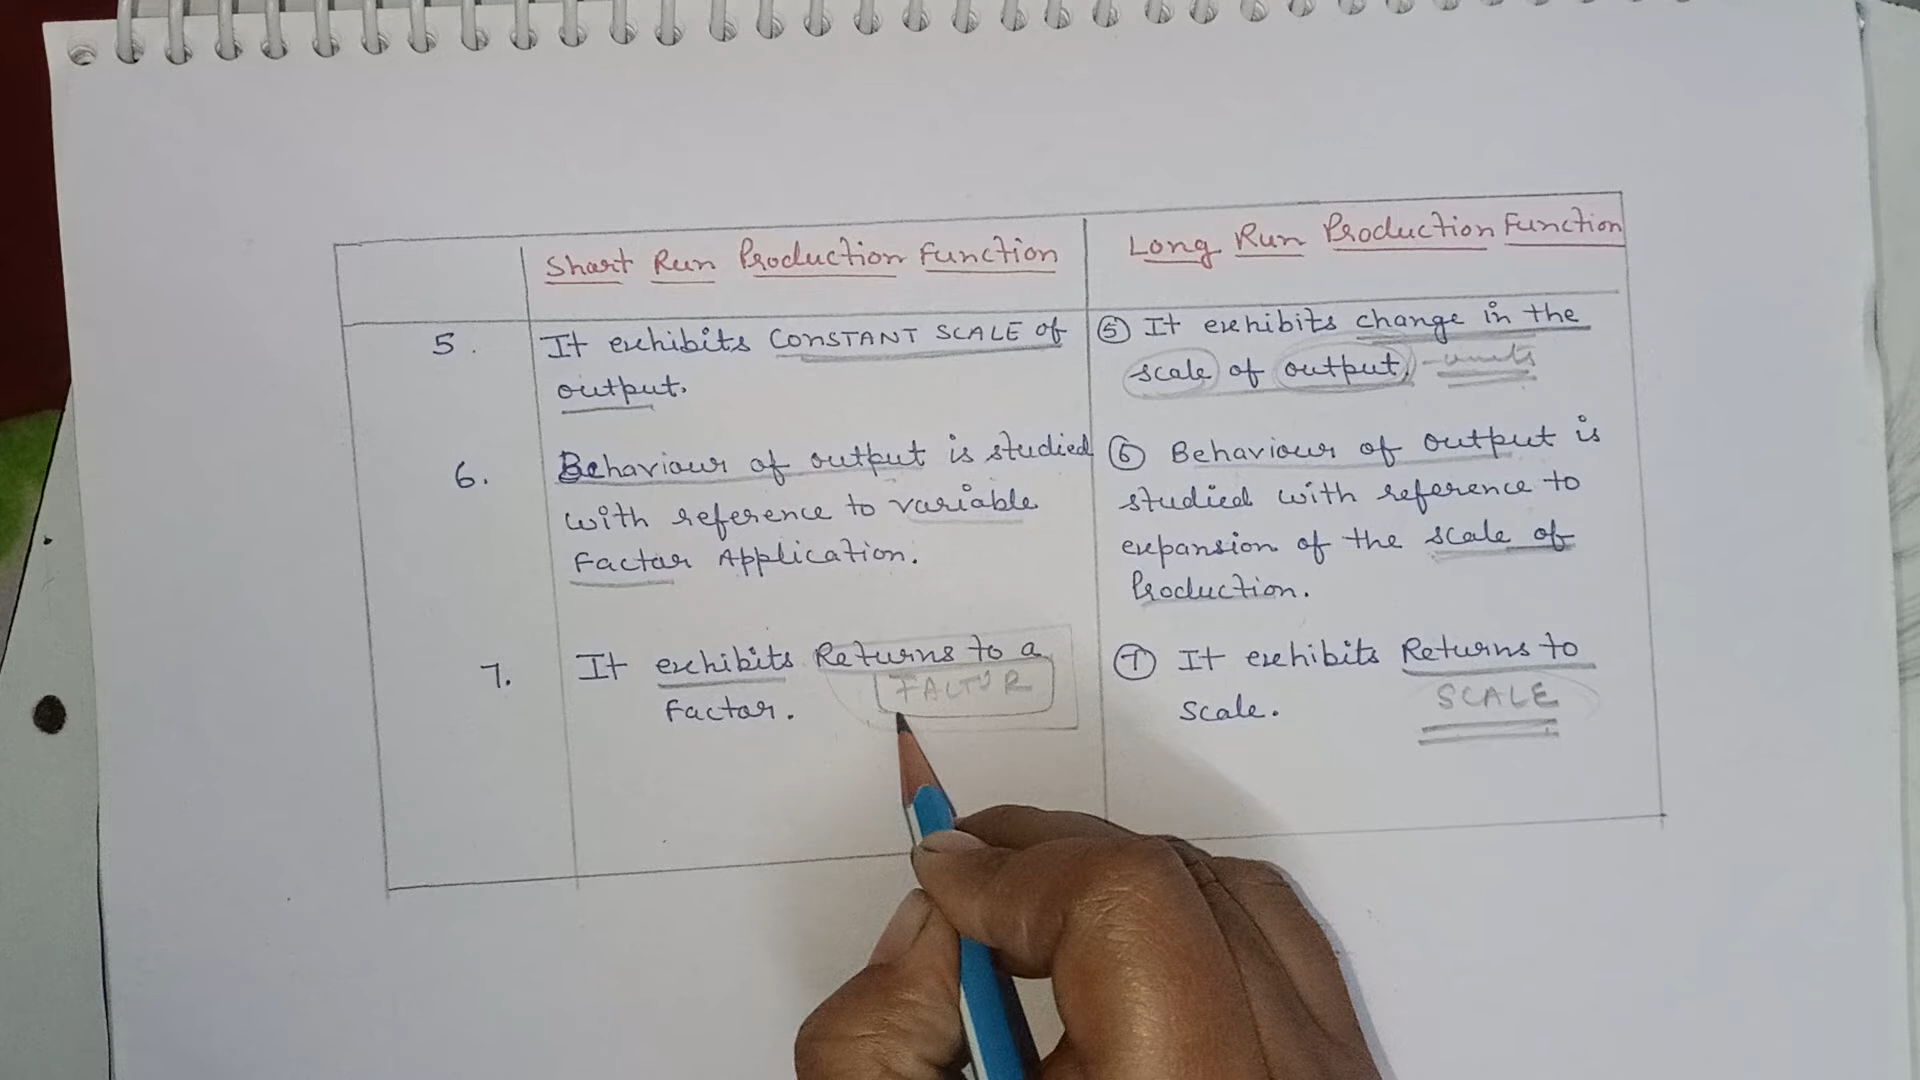 Short Run Production Function
Long Run Production Function
5.
It exhibits CONSTANT SCALE of
output.
⑤ It exhibits change in the
scale of output. - units
6.
Behaviour of output is studied
with reference to variable
Factor Application.
⑥ Behaviour of output is
studied with reference to
expansion of the scale of
Production.
7.
It exhibits Returns to a
Factor.
FACTOR
⑦ It exhibits Returns to
Scale.
SCALE